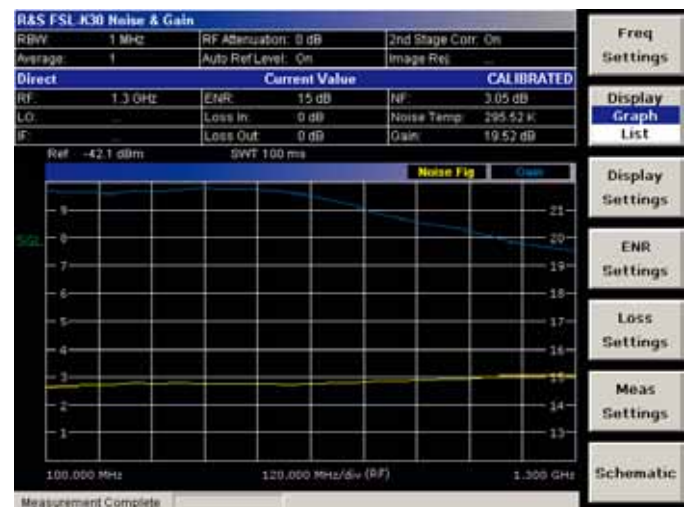 R&S FSL-K30 Noise & Gain
RBW: 1 MHz RF Attenuation: 0 dB 2nd Stage Corr: On
Average: 1 Auto Ref Level: On Image Rej: ...
Direct Current Value CALIBRATED
RF: 1.3 GHz ENR: 15 dB NF: 3.05 dB
LO: ... Loss In: 0 dB Noise Temp: 295.52 K
IF: Loss Out: 0 dB Gain: 19.52 dB
Ref -42.1 dBm SWT 100 ms
Noise Fig Gain
9 21
SGL 8 20
7 19
6 18
5 17
4 16
3 15
2 14
1 13
100.000 MHz 120.000 MHz/div (RF) 1.300 GHz
Measurement Complete
Freq
Settings
Display
Graph
List
Display
Settings
ENR
Settings
Loss
Settings
Meas
Settings
Schematic